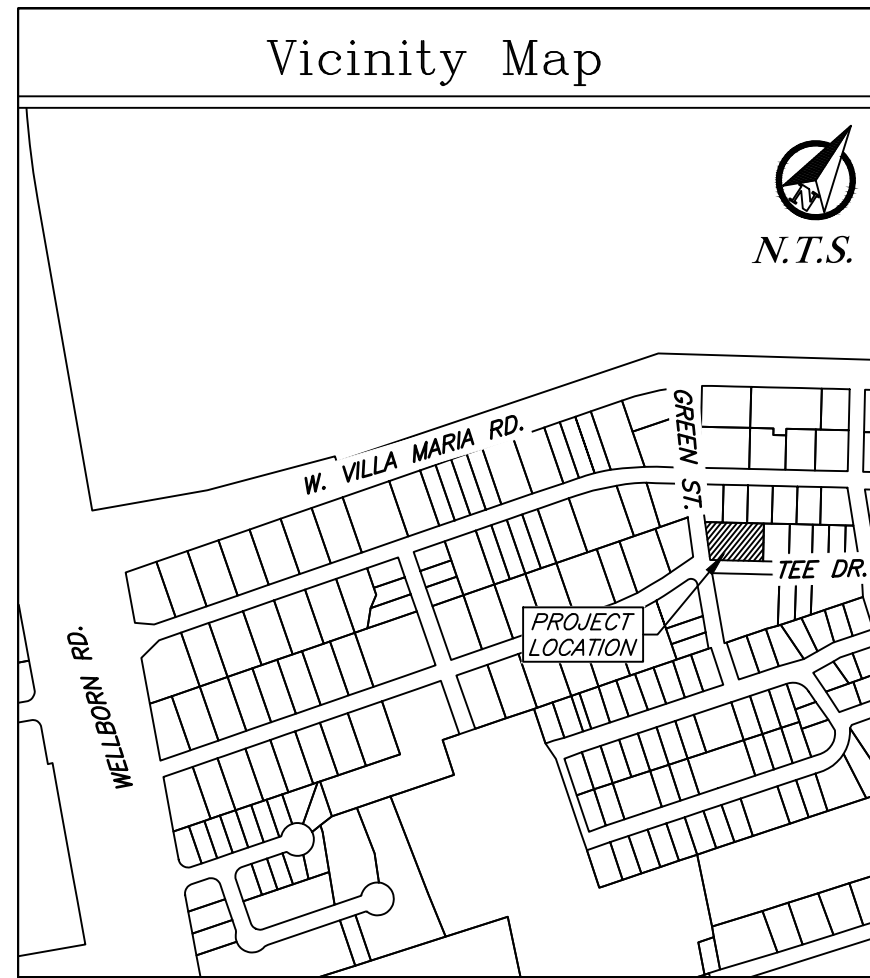 Vicinity Map
N
N.T.S.
W. VILLA MARIA RD.
GREEN ST.
TEE DR.
PROJECT
LOCATION
WELLBORN RD.